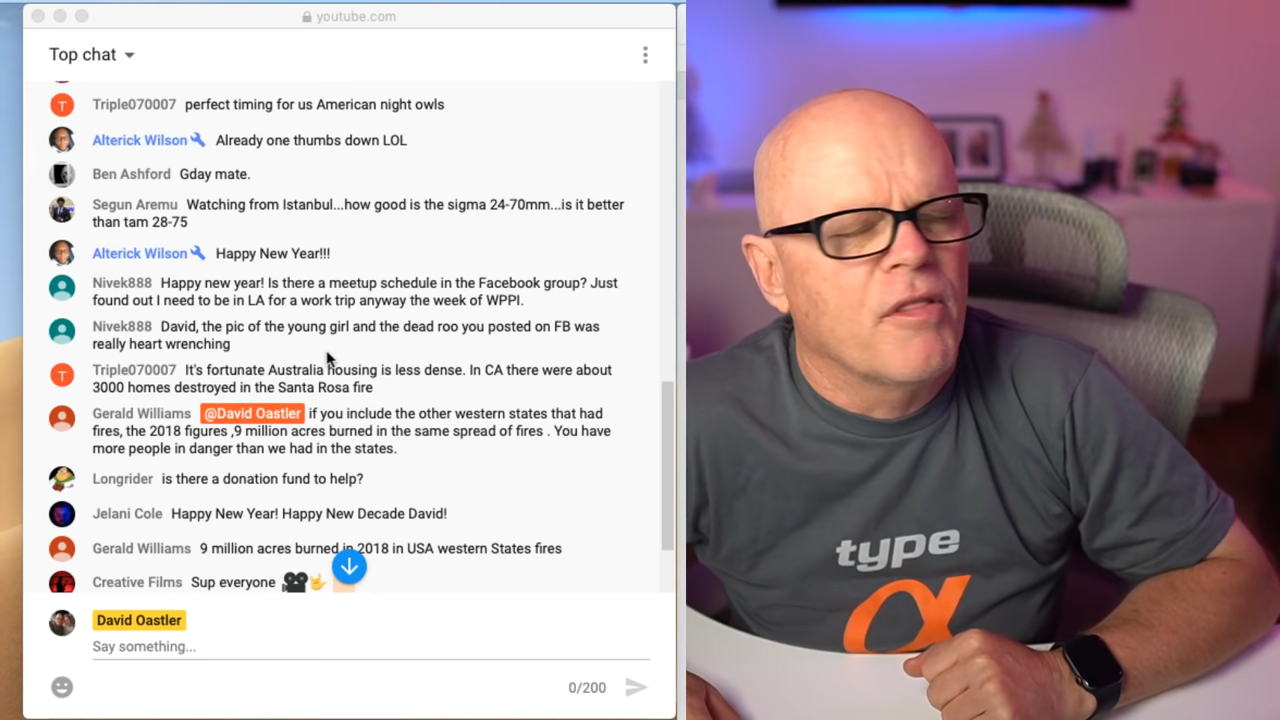 youtube.com
Top chat
T Triple070007 perfect timing for us American night owls
Alterick Wilson Already one thumbs down LOL
Ben Ashford Gday mate.
Segun Aremu Watching from Istanbul...how good is the sigma 24-70mm...is it better
than tam 28-75
Alterick Wilson Happy New Year!!!
Nivek888 Happy new year! Is there a meetup schedule in the Facebook group? Just
found out I need to be in LA for a work trip anyway the week of WPPI.
Nivek888 David, the pic of the young girl and the dead roo you posted on FB was
really heart wrenching
T Triple070007 It's fortunate Australia housing is less dense. In CA there were about
3000 homes destroyed in the Santa Rosa fire
Gerald Williams @David Oastler if you include the other western states that had
fires, the 2018 figures ,9 million acres burned in the same spread of fires . You have
more people in danger than we had in the states.
Longrider is there a donation fund to help?
Jelani Cole Happy New Year! Happy New Decade David!
Gerald Williams 9 million acres burned in 2018 in USA western States fires
Creative Films Sup everyone 🎥🤟
David Oastler
Say something...
0/200
type
α